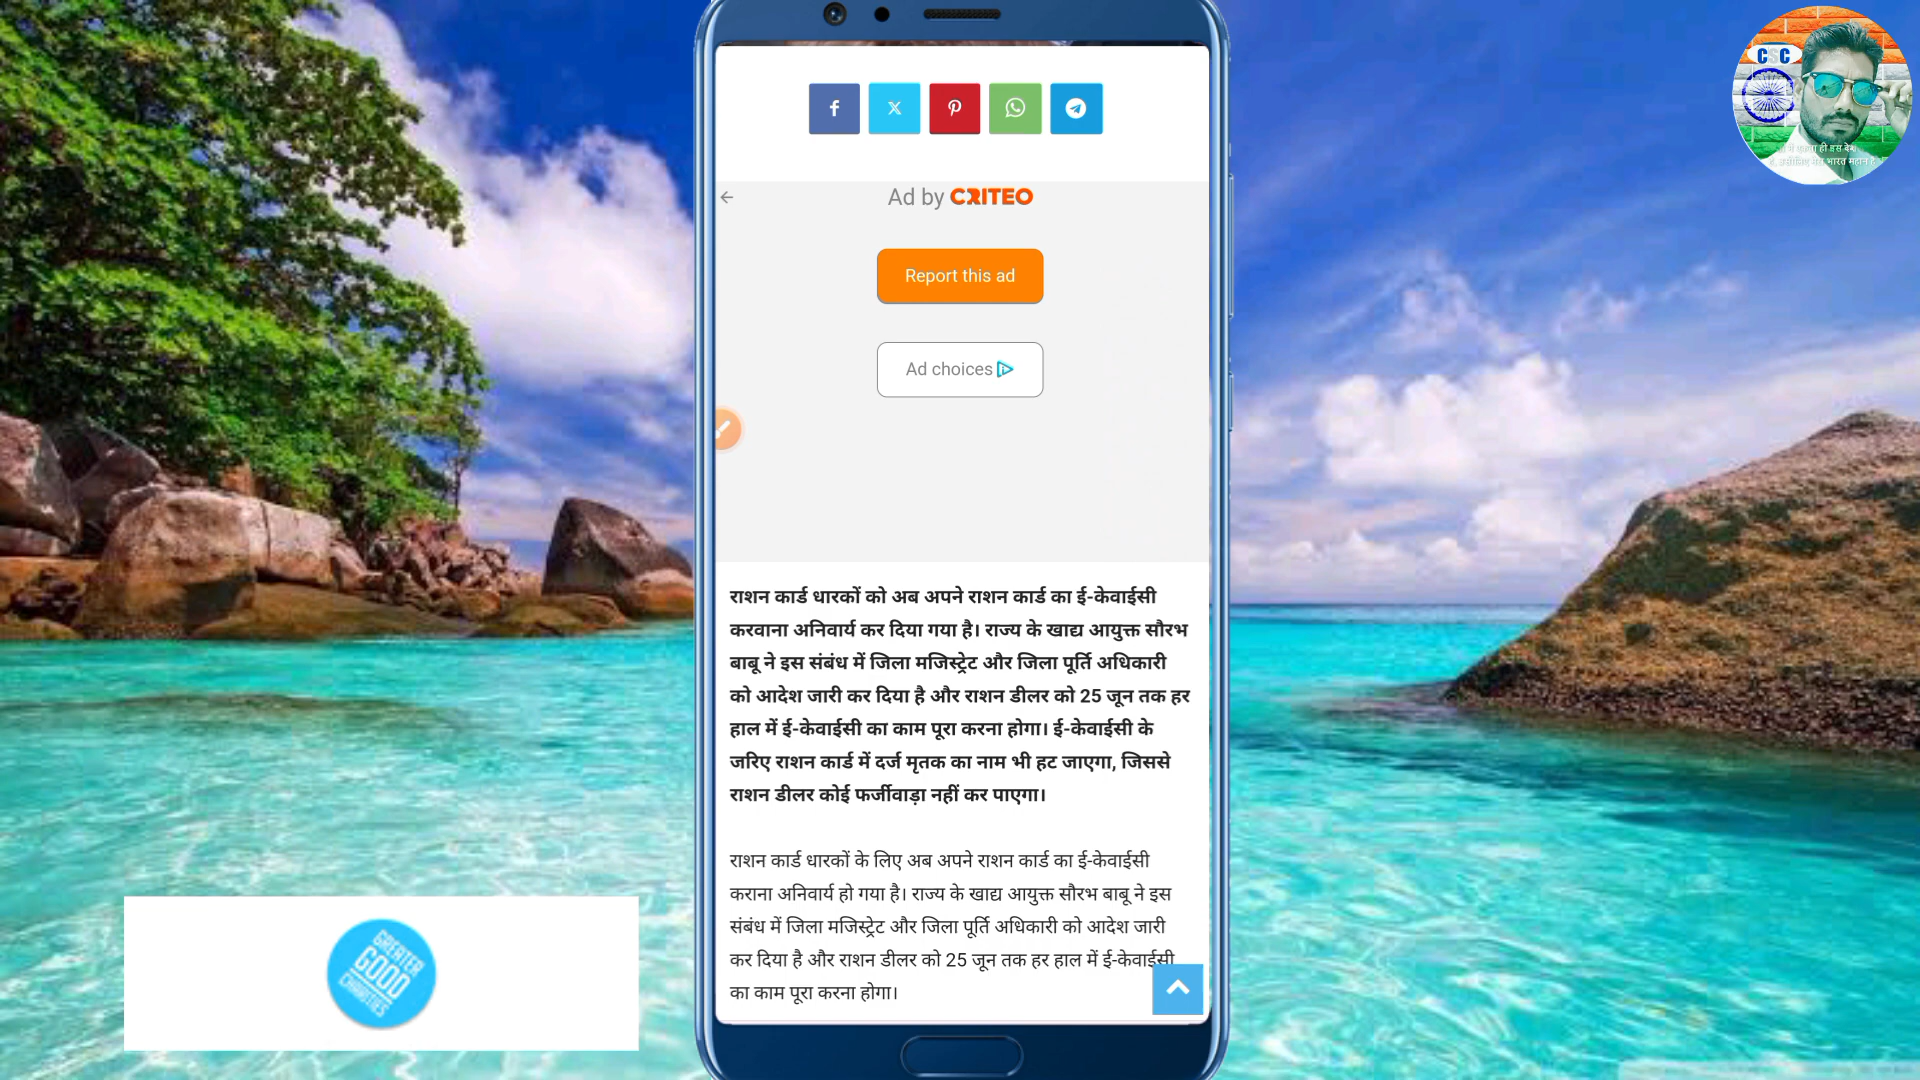 CSC
Ad by CRITEO
Report this ad
Ad choices
राशन कार्ड धारकों को अब अपने राशन कार्ड का ई-केवाईसी
करवाना अनिवार्य कर दिया गया है। राज्य के खाद्य आयुक्त सौरभ
बाबू ने इस संबंध में जिला मजिस्ट्रेट और जिला पूर्ति अधिकारी
को आदेश जारी कर दिया है और राशन डीलर को 25 जून तक हर
हाल में ई-केवाईसी का काम पूरा करना होगा। ई-केवाईसी के
जरिए राशन कार्ड में दर्ज मृतक का नाम भी हट जाएगा, जिससे
राशन डीलर कोई फर्जीवाड़ा नहीं कर पाएगा।
राशन कार्ड धारकों के लिए अब अपने राशन कार्ड का ई-केवाईसी
कराना अनिवार्य हो गया है। राज्य के खाद्य आयुक्त सौरभ बाबू ने इस
संबंध में जिला मजिस्ट्रेट और जिला पूर्ति अधिकारी को आदेश जारी
कर दिया है और राशन डीलर को 25 जून तक हर हाल में ई-केवाईसी
का काम पूरा करना होगा।
GREATER
GOOD
CHARITIES